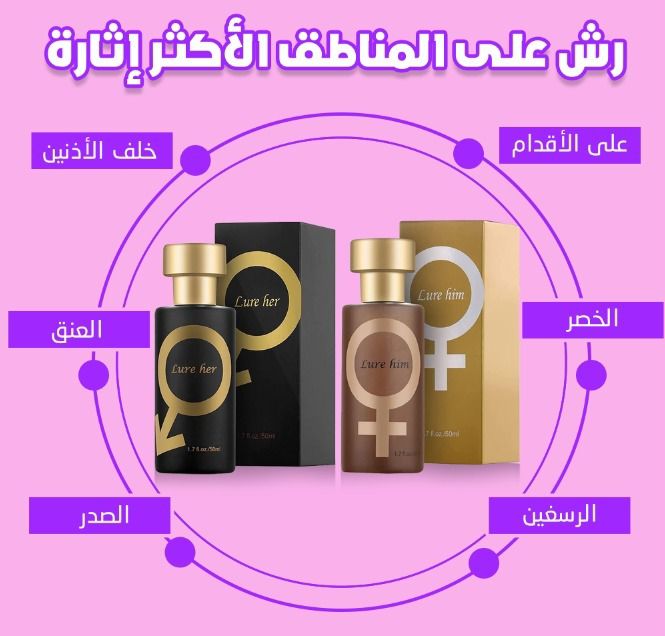 رش على المناطق الأكثر إثارة
على الأقدام
خلف الأذنين
الخصر
العنق
الرسغين
الصدر
Lure her
Lure her
1.7 fl oz./50ml
Lure him
Lure him
1.7 fl oz./50ml